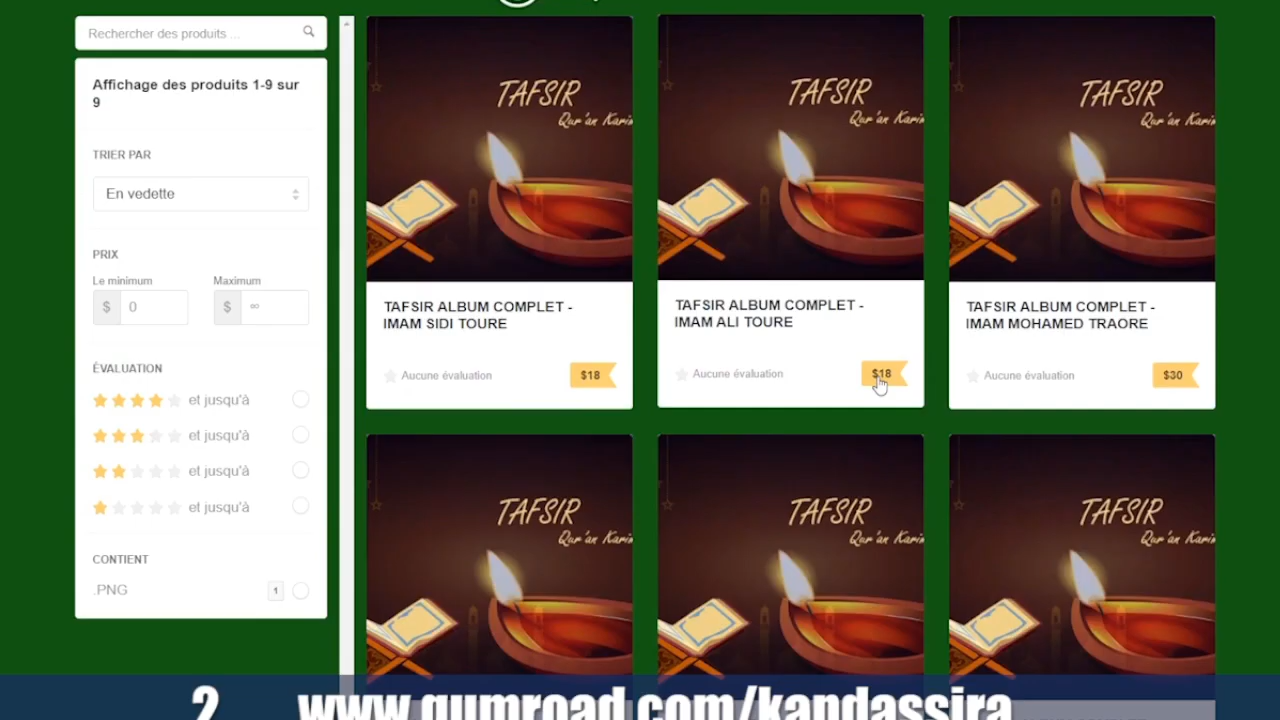 Rechercher des produits ...
Affichage des produits 1-9 sur
9
TRIER PAR
En vedette
PRIX
Le minimum
Maximum
$ 0
$ ∞
ÉVALUATION
et jusqu'à
et jusqu'à
et jusqu'à
et jusqu'à
CONTIENT
.PNG 1
TAFSIR
Qur'an Karim
TAFSIR ALBUM COMPLET -
IMAM SIDI TOURE
Aucune évaluation
$18
TAFSIR
Qur'an Karim
TAFSIR ALBUM COMPLET -
IMAM ALI TOURE
Aucune évaluation
$18
TAFSIR
Qur'an Karim
TAFSIR ALBUM COMPLET -
IMAM MOHAMED TRAORE
Aucune évaluation
$30
TAFSIR
Qur'an Karim
TAFSIR
Qur'an Karim
TAFSIR
Qur'an Karim
2 www.gumroad.com/kandassira